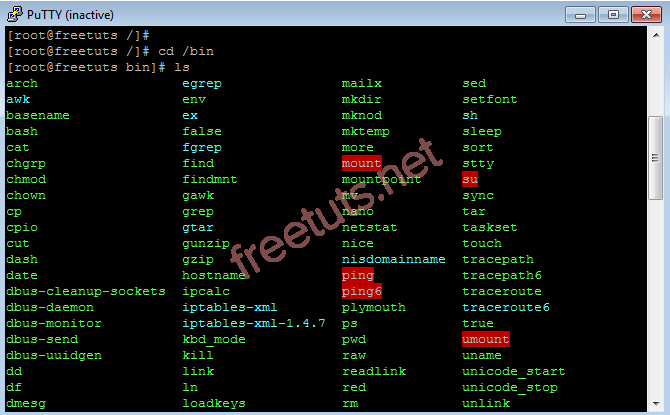 PuTTY (inactive)
[root@freetuts /]#
[root@freetuts /]# cd /bin
[root@freetuts bin]# ls
arch egrep mailx sed
awk env mkdir setfont
basename ex mknod sh
bash false mktemp sleep
cat fgrep more sort
chgrp find mount stty
chmod findmnt mountpoint su
chown gawk mv sync
cp grep nano tar
cpio gtar netstat taskset
cut gunzip nice touch
dash gzip nisdomainname tracepath
date hostname ping tracepath6
dbus-cleanup-sockets ipcalc ping6 traceroute
dbus-daemon iptables-xml plymouth traceroute6
dbus-monitor iptables-xml-1.4.7 ps true
dbus-send kbd_mode pwd umount
dbus-uuidgen kill raw uname
dd link readlink unicode_start
df ln red unicode_stop
dmesg loadkeys rm unlink
freetuts.net